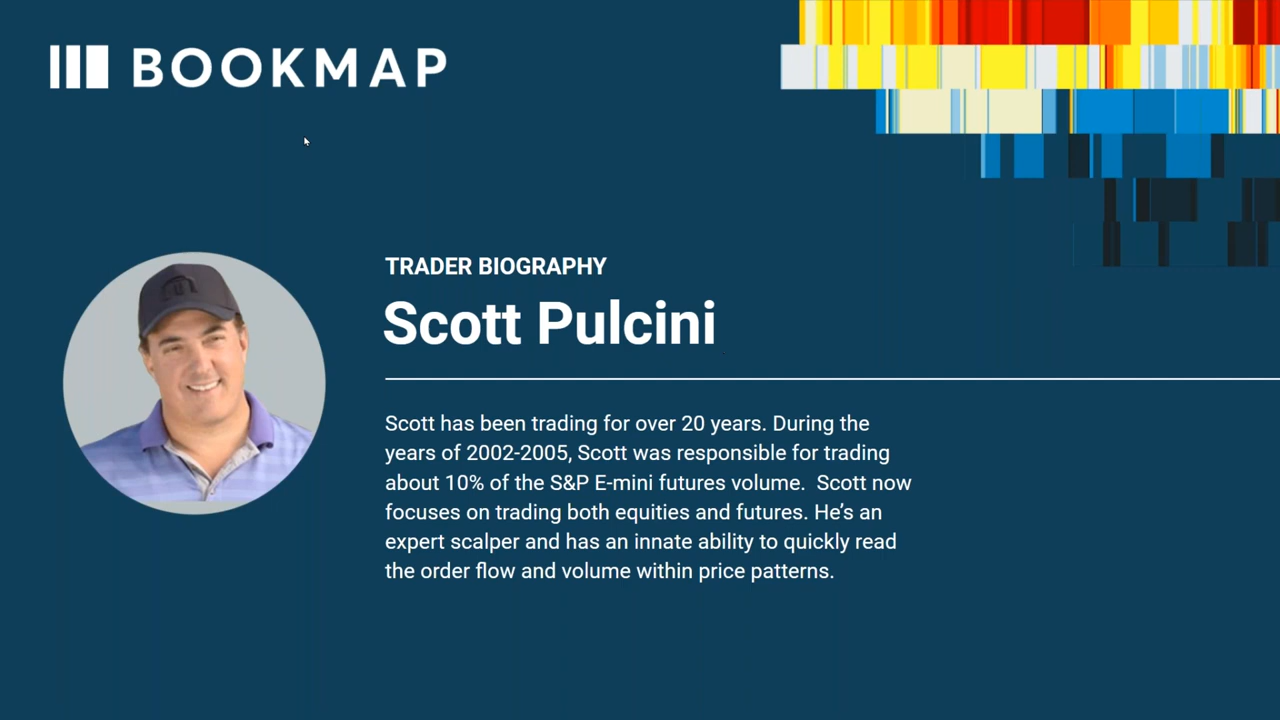 BOOKMAP
TRADER BIOGRAPHY
Scott Pulcini
Scott has been trading for over 20 years. During the
years of 2002-2005, Scott was responsible for trading
about 10% of the S&P E-mini futures volume.  Scott now
focuses on trading both equities and futures. He’s an
expert scalper and has an innate ability to quickly read
the order flow and volume within price patterns.